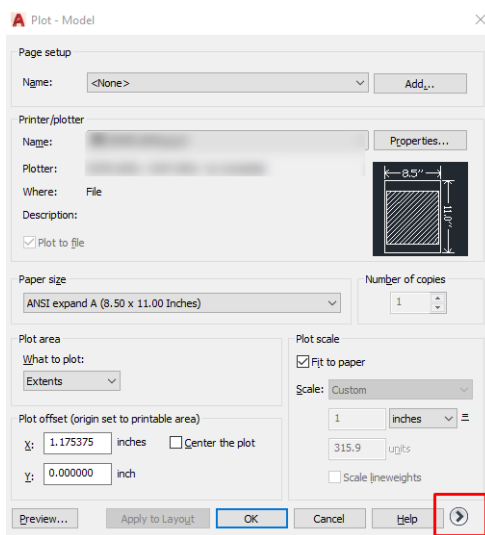 Plot - Model
Page setup
Name: <None> Add...
Printer/plotter
Name: Properties...
Plotter:
Where: File
Description:
Plot to file
8.5"
11.0"
Paper size
ANSI expand A (8.50 x 11.00 Inches)
Number of copies
1
Plot area
What to plot:
Extents
Plot scale
Fit to paper
Scale: Custom
1 inches =
315.9 units
Scale lineweights
Plot offset (origin set to printable area)
X: 1.175375 inches Center the plot
Y: 0.000000 inch
Preview... Apply to Layout OK Cancel Help